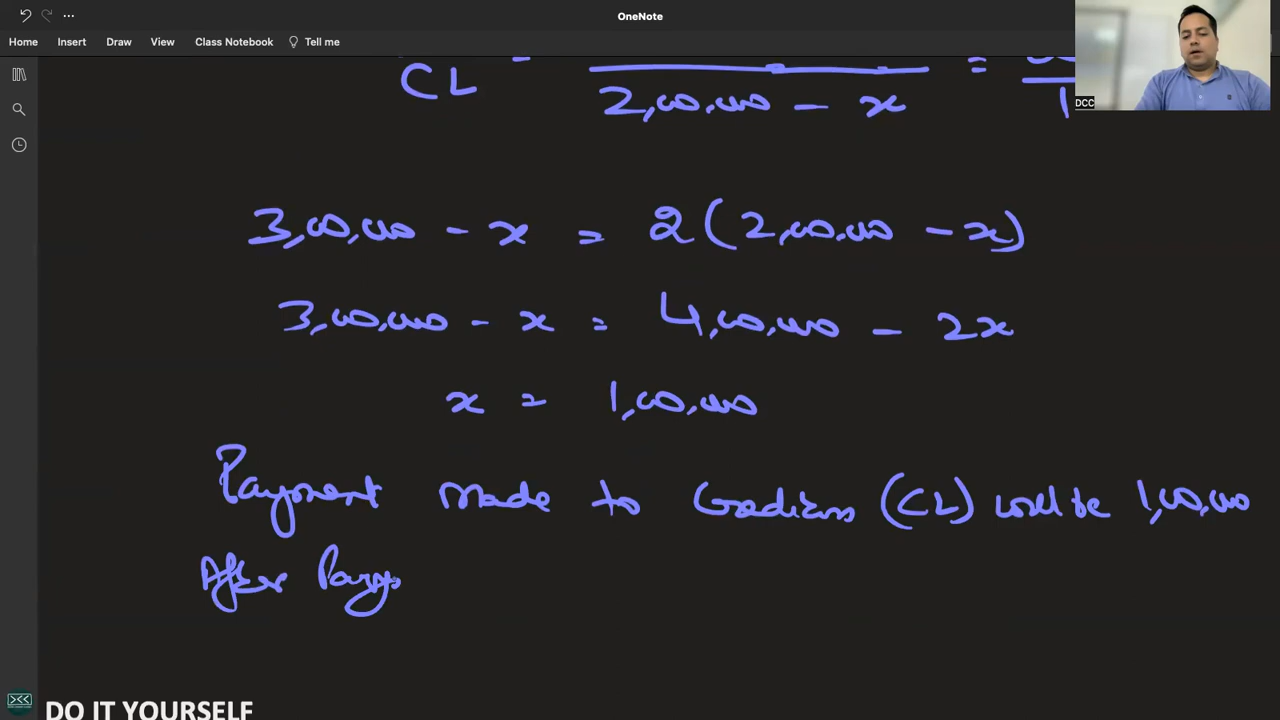 OneNote
Home Insert Draw View Class Notebook Tell me
CL = 2,00,000 - x =
DCC
3,00,000 - x = 2(2,00,000 - x)
3,00,000 - x = 4,00,000 - 2x
x = 1,00,000
Payment made to Creditors (CL) will be 1,00,000
After
DO IT YOURSELF